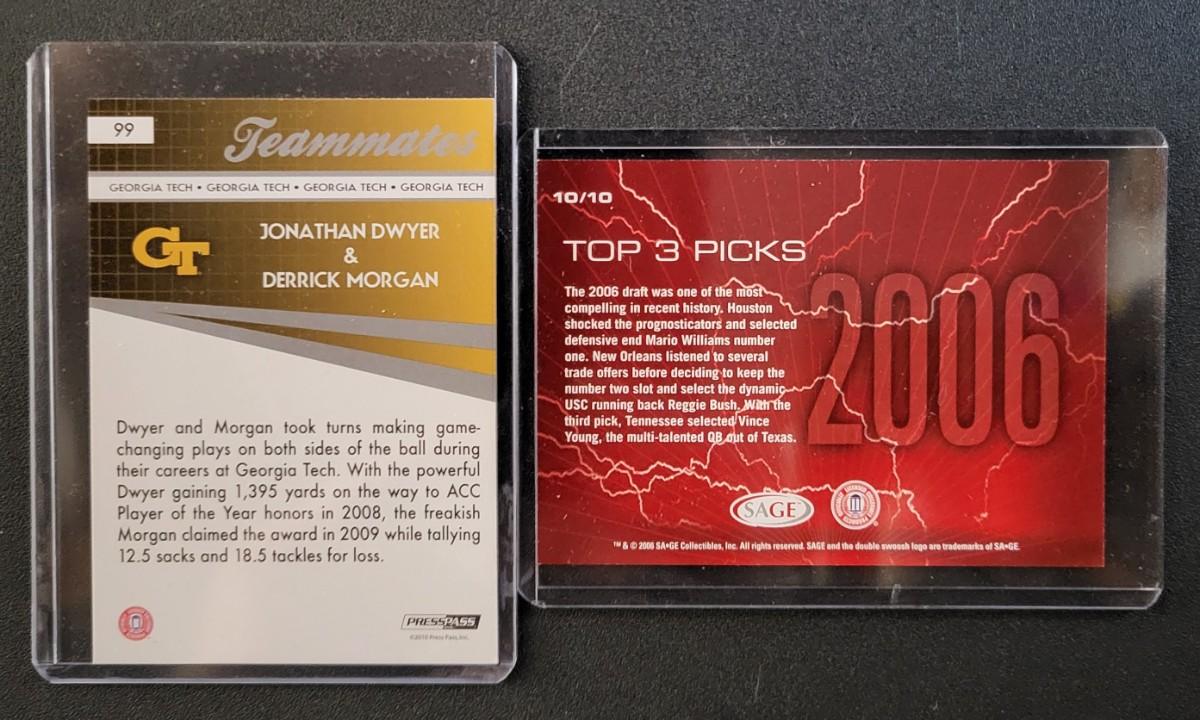 99
Teammates
GEORGIA TECH • GEORGIA TECH • GEORGIA TECH • GEORGIA TECH
GT
JONATHAN DWYER
&
DERRICK MORGAN
Dwyer and Morgan took turns making game-
changing plays on both sides of the ball during
their careers at Georgia Tech. With the powerful
Dwyer gaining 1,395 yards on the way to ACC
Player of the Year honors in 2008, the freakish
Morgan claimed the award in 2009 while tallying
12.5 sacks and 18.5 tackles for loss.
PRESS PASS
©2010 Press Pass, Inc.
10/10
TOP 3 PICKS
The 2006 draft was one of the most
compelling in recent history. Houston
shocked the prognosticators and selected
defensive end Mario Williams number
one. New Orleans listened to several
trade offers before deciding to keep the
number two slot and select the dynamic
USC running back Reggie Bush. With the
third pick, Tennessee selected Vince
Young, the multi-talented QB out of Texas.
2006
SAGE
™ & © 2006 SA•GE Collectibles, Inc. All rights reserved. SAGE and the double swoosh logo are trademarks of SA•GE.